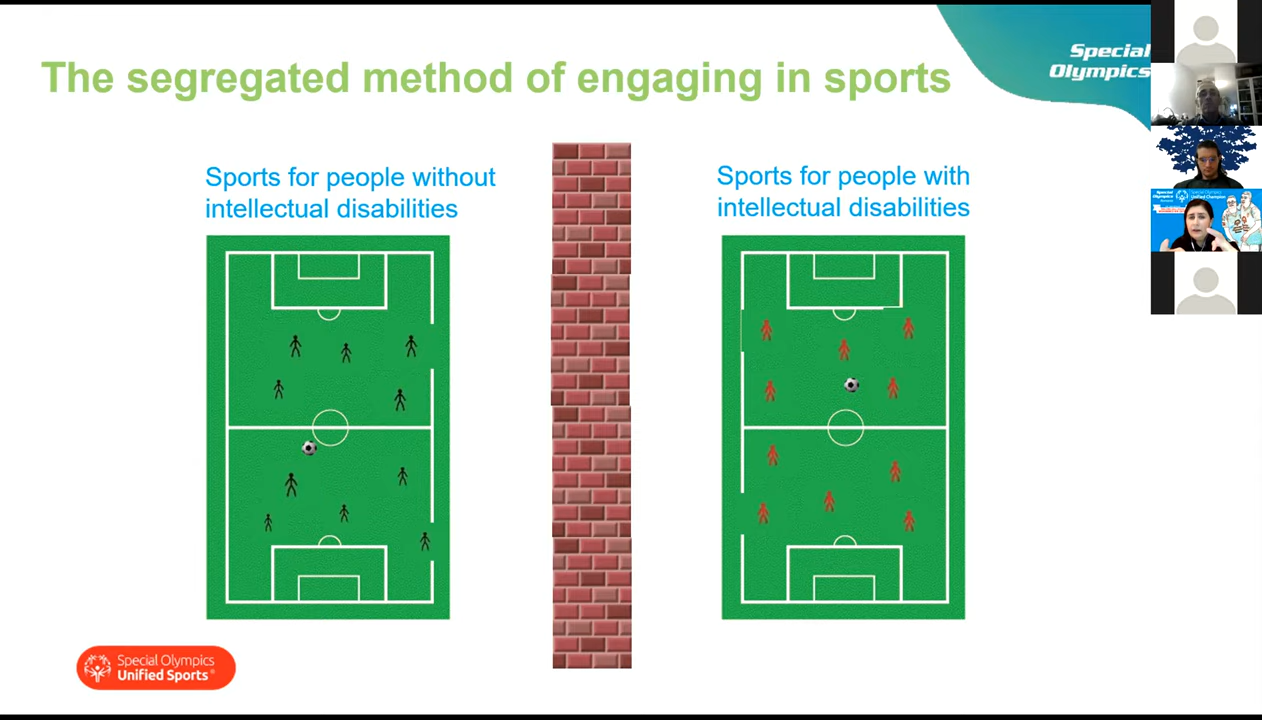 The segregated method of engaging in sports
Special
Olympics
Sports for people without
intellectual disabilities
Sports for people with
intellectual disabilities
Special Olympics
Unified Sports®